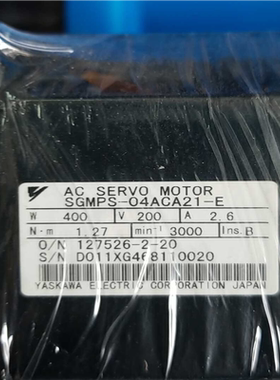 AC SERVO MOTOR
SGMPS-04ACA21-E
W 400 V 200 A 2.6
N·m 1.27 min⁻¹ 3000 Ins.B
O/N 127526-2-20
S/N D011XG468110020
YASKAWA ELECTRIC CORPORATION JAPAN